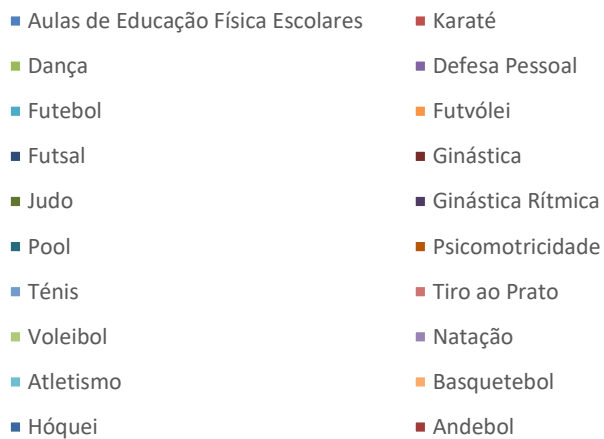 Aulas de Educação Física Escolares
Karaté
Dança
Defesa Pessoal
Futebol
Futvólei
Futsal
Ginástica
Judo
Ginástica Rítmica
Pool
Psicomotricidade
Ténis
Tiro ao Prato
Voleibol
Natação
Atletismo
Basquetebol
Hóquei
Andebol